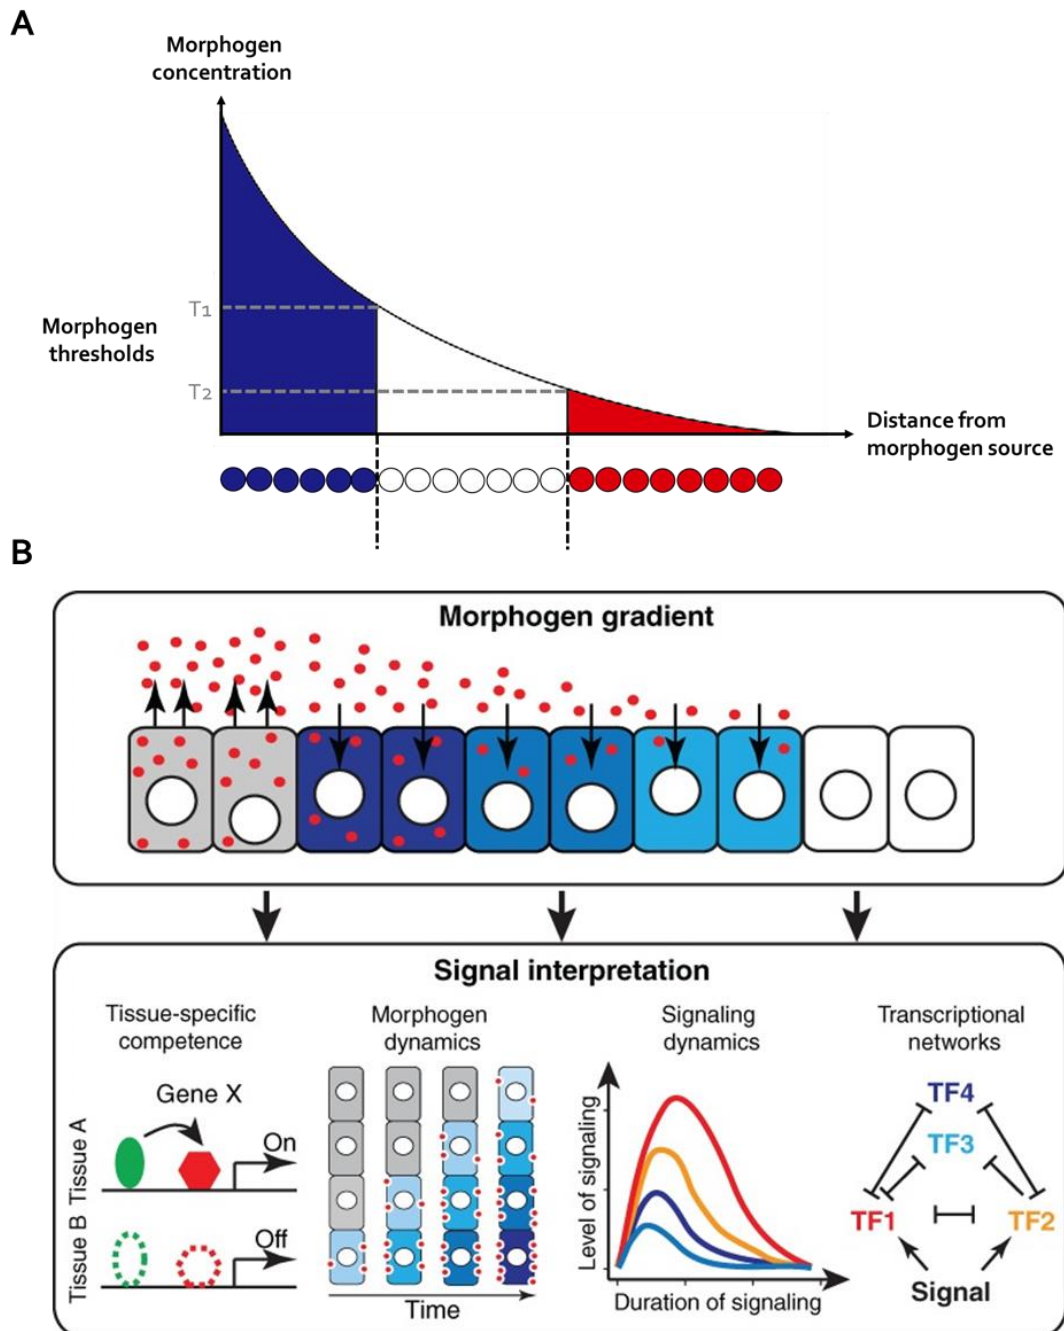 A
Morphogen
concentration
T1
Morphogen
thresholds
T2
Distance from
morphogen source
B
Morphogen gradient
Signal interpretation
Tissue-specific
competence
Gene X
Tissue A
On
Tissue B
Off
Morphogen
dynamics
Time
Signaling
dynamics
Level of signaling
Duration of signaling
Transcriptional
networks
TF4
TF3
TF1
TF2
Signal